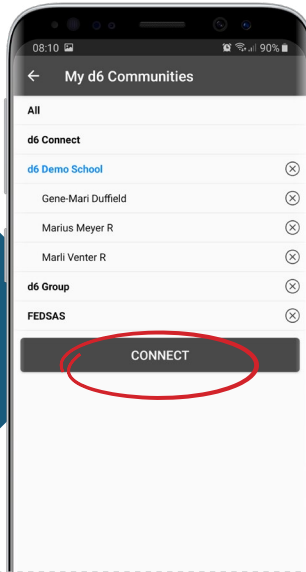 08:10 90%
My d6 Communities
All
d6 Connect
d6 Demo School
Gene-Mari Duffield
Marius Meyer R
Marli Venter R
d6 Group
FEDSAS
CONNECT